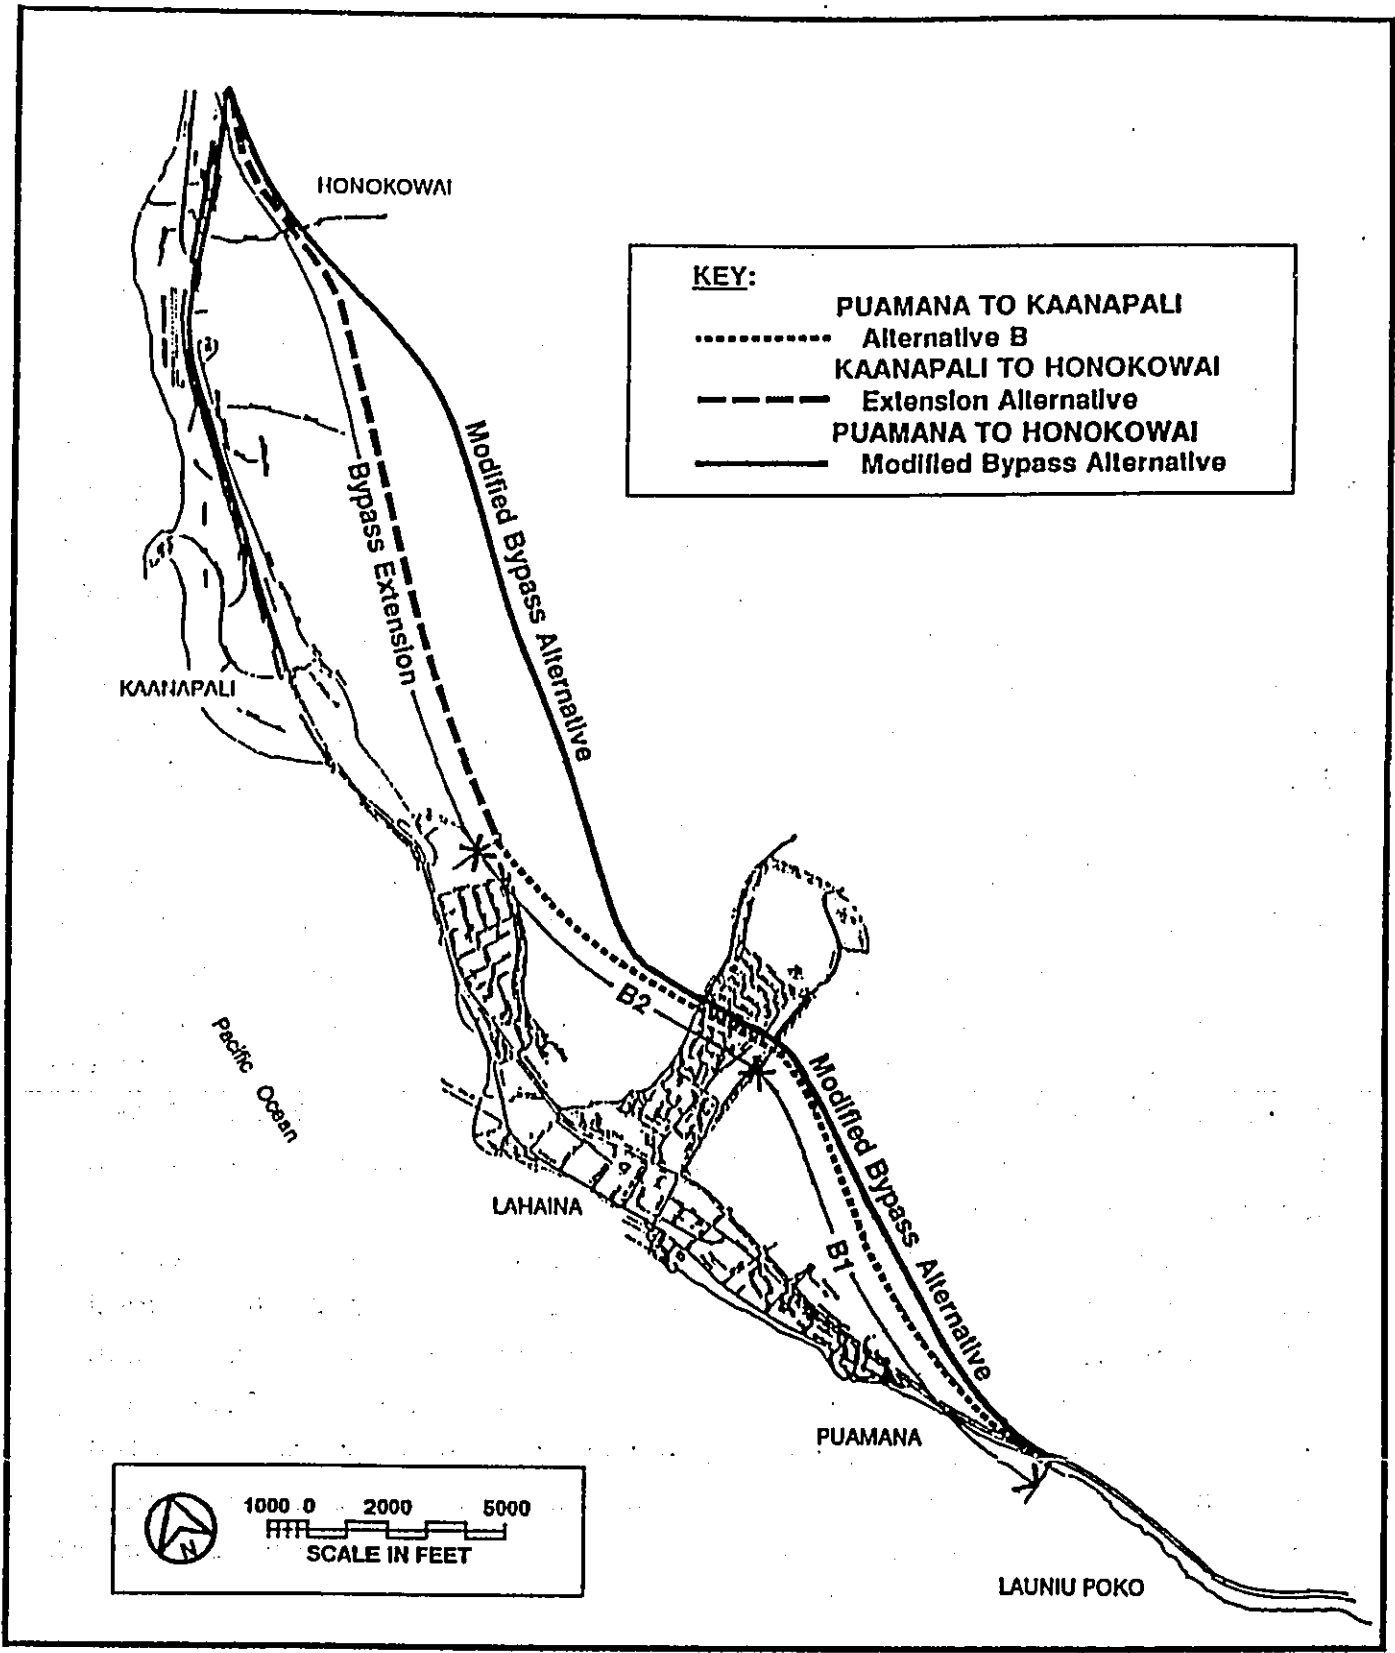 HONOKOWAI
KEY:
PUAMANA TO KAANAPALI
Alternative B
KAANAPALI TO HONOKOWAI
Extension Alternative
PUAMANA TO HONOKOWAI
Modified Bypass Alternative
Modified Bypass Alternative
Bypass Extension
KAANAPALI
B2
Pacific Ocean
Modified Bypass Alternative
LAHAINA
B1
PUAMANA
1000 0 2000 5000
N
SCALE IN FEET
LAUNIU POKO